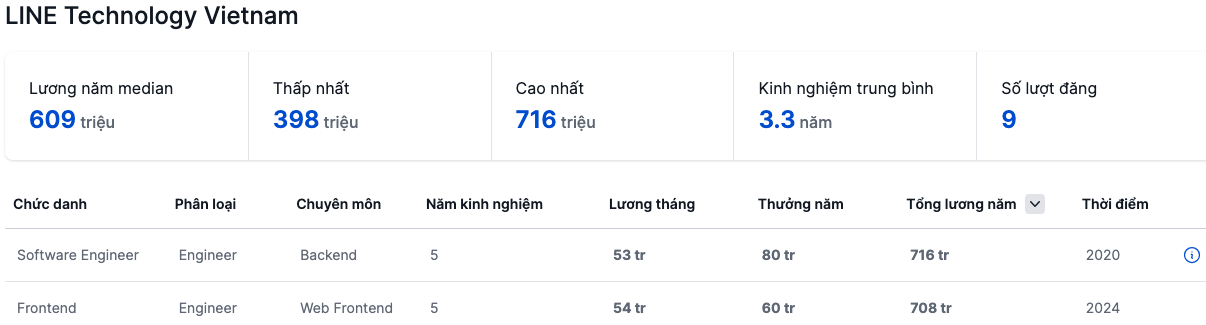 LINE Technology Vietnam
Lương năm median Thấp nhất Cao nhất Kinh nghiệm trung bình Số lượt đăng
609 triệu 398 triệu 716 triệu 3.3 năm 9
Chức danh Phân loại Chuyên môn Năm kinh nghiệm Lương tháng Thưởng năm Tổng lương năm Thời điểm
Software Engineer Engineer Backend 5 53 tr 80 tr 716 tr 2020
Frontend Engineer Web Frontend 5 54 tr 60 tr 708 tr 2024